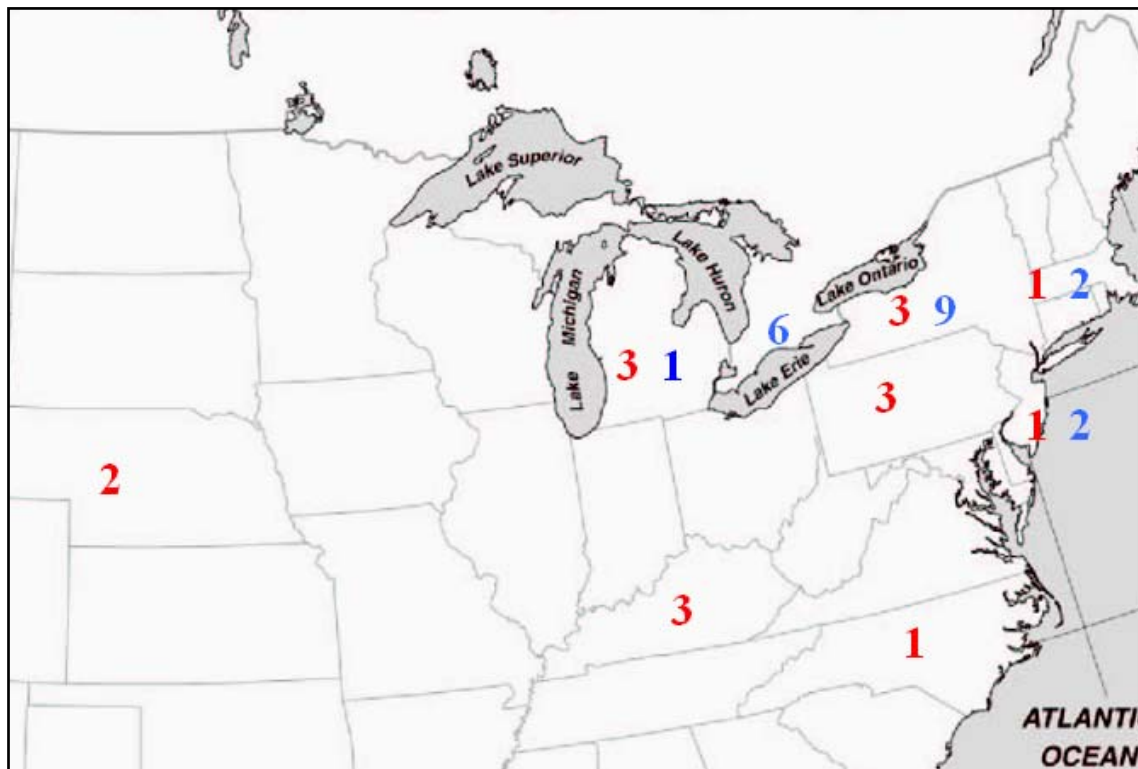 Lake Superior
Lake Huron
Lake Michigan
Lake Ontario
1 2
3 9
6
3 1
Lake Erie
3
1 2
2
3
1
ATLANTI
OCEAN